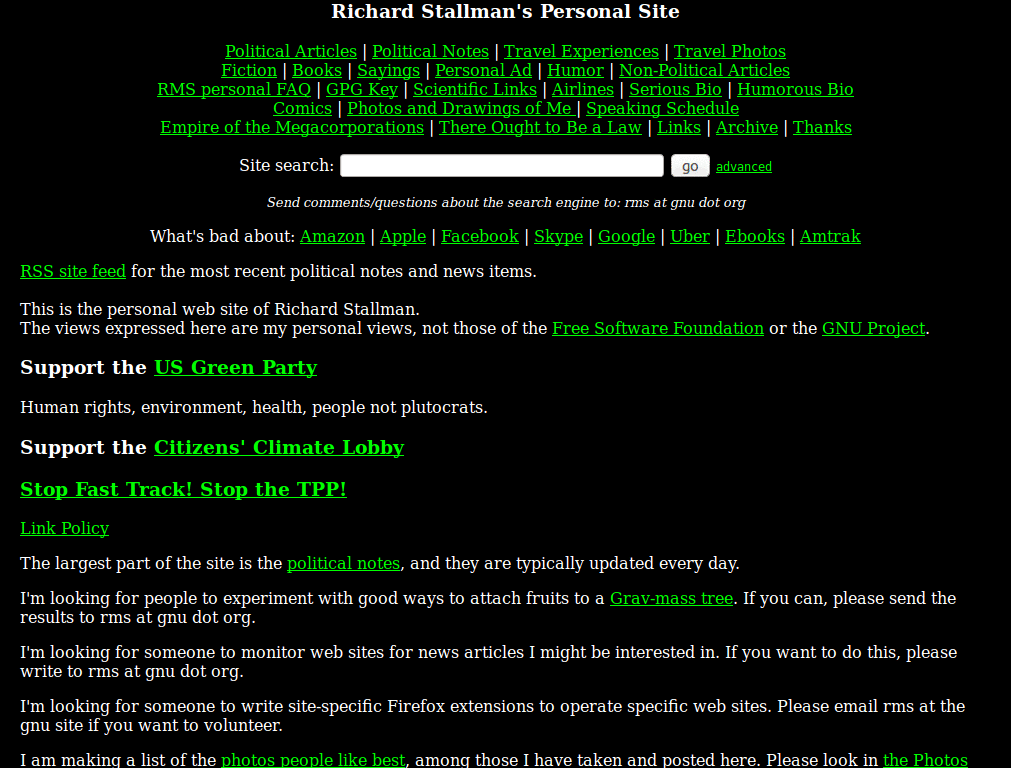 Richard Stallman's Personal Site
Political Articles | Political Notes | Travel Experiences | Travel Photos
Fiction | Books | Sayings | Personal Ad | Humor | Non-Political Articles
RMS personal FAQ | GPG Key | Scientific Links | Airlines | Serious Bio | Humorous Bio
Comics | Photos and Drawings of Me | Speaking Schedule
Empire of the Megacorporations | There Ought to Be a Law | Links | Archive | Thanks
Site search: go advanced
Send comments/questions about the search engine to: rms at gnu dot org
What's bad about: Amazon | Apple | Facebook | Skype | Google | Uber | Ebooks | Amtrak
RSS site feed for the most recent political notes and news items.
This is the personal web site of Richard Stallman.
The views expressed here are my personal views, not those of the Free Software Foundation or the GNU Project.
Support the US Green Party
Human rights, environment, health, people not plutocrats.
Support the Citizens' Climate Lobby
Stop Fast Track! Stop the TPP!
Link Policy
The largest part of the site is the political notes, and they are typically updated every day.
I'm looking for people to experiment with good ways to attach fruits to a Grav-mass tree. If you can, please send the
results to rms at gnu dot org.
I'm looking for someone to monitor web sites for news articles I might be interested in. If you want to do this, please
write to rms at gnu dot org.
I'm looking for someone to write site-specific Firefox extensions to operate specific web sites. Please email rms at the
gnu site if you want to volunteer.
I am making a list of the photos people like best, among those I have taken and posted here. Please look in the Photos